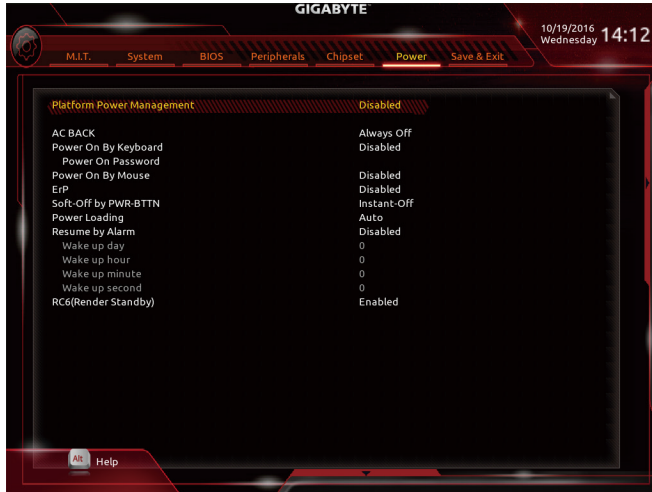 GIGABYTE
10/19/2016
Wednesday 14:12
M.I.T. System BIOS Peripherals Chipset Power Save & Exit
Platform Power Management Disabled
AC BACK Always Off
Power On By Keyboard Disabled
Power On Password
Power On By Mouse Disabled
ErP Disabled
Soft-Off by PWR-BTTN Instant-Off
Power Loading Auto
Resume by Alarm Disabled
Wake up day 0
Wake up hour 0
Wake up minute 0
Wake up second 0
RC6(Render Standby) Enabled
Alt Help